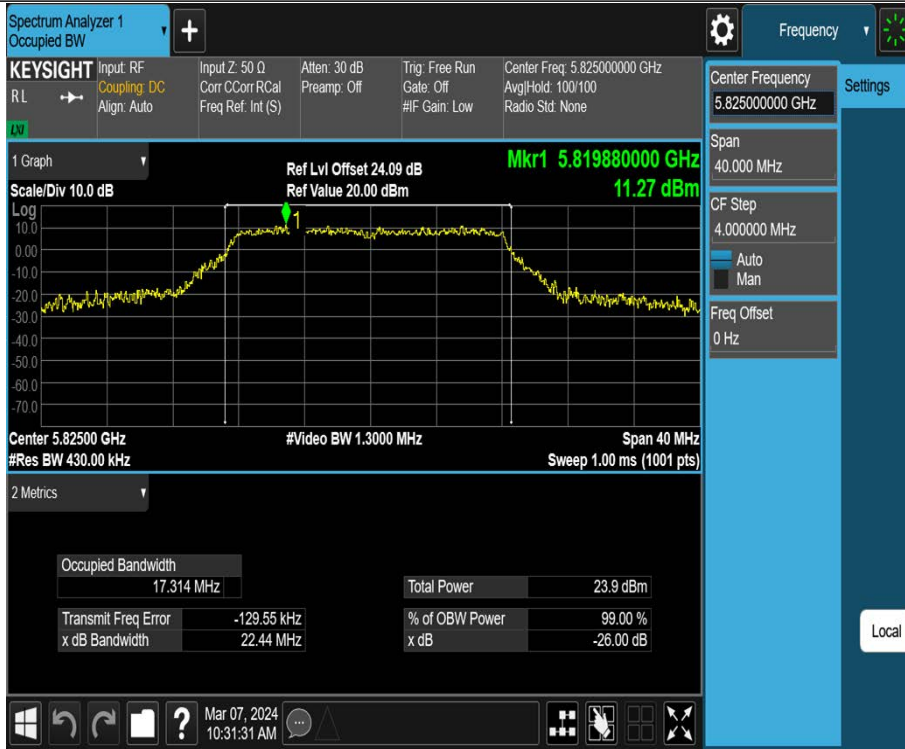 Spectrum Analyzer 1
Occupied BW
+
Frequency
KEYSIGHT
R L
LXI
Input: RF
Coupling: DC
Align: Auto
Input Z: 50 Ω
Corr CCorr RCal
Freq Ref: Int (S)
Atten: 30 dB
Preamp: Off
Trig: Free Run
Gate: Off
#IF Gain: Low
Center Freq: 5.825000000 GHz
Avg|Hold: 100/100
Radio Std: None
Center Frequency
5.825000000 GHz
Settings
Span
40.000 MHz
CF Step
4.000000 MHz
Auto
Man
Freq Offset
0 Hz
Local
1 Graph
Scale/Div 10.0 dB
Ref Lvl Offset 24.09 dB
Ref Value 20.00 dBm
Mkr1 5.819880000 GHz
11.27 dBm
Log
10.0
0.00
-10.0
-20.0
-30.0
-40.0
-50.0
-60.0
-70.0
1
Center 5.82500 GHz
#Res BW 430.00 kHz
#Video BW 1.3000 MHz
Span 40 MHz
Sweep 1.00 ms (1001 pts)
2 Metrics
Occupied Bandwidth
17.314 MHz
Total Power 23.9 dBm
Transmit Freq Error -129.55 kHz
% of OBW Power 99.00 %
x dB Bandwidth 22.44 MHz
x dB -26.00 dB
?
Mar 07, 2024
10:31:31 AM